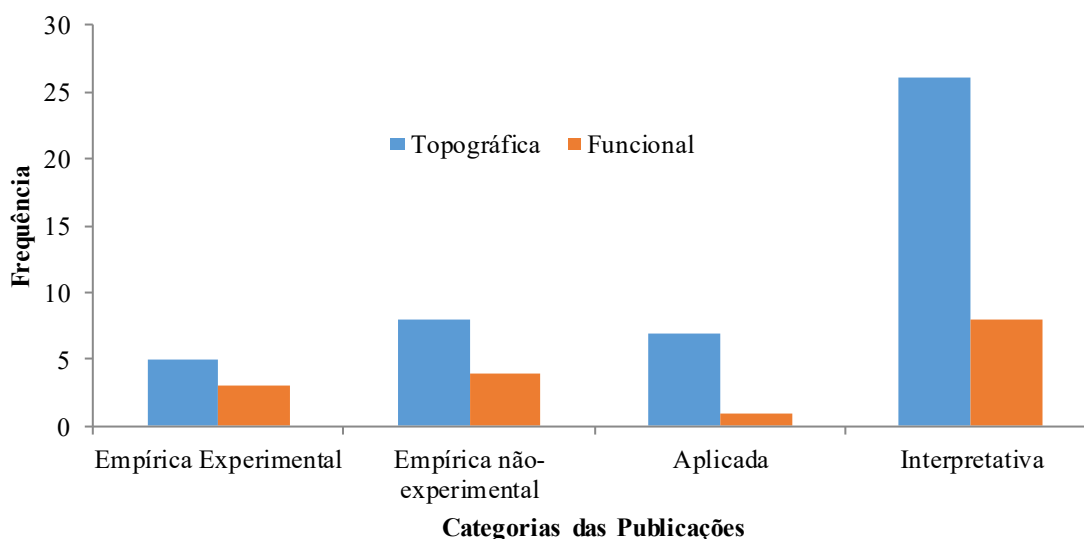 30
25
20
15
10
5
0
Frequência
Topográfica
Funcional
Empírica Experimental
Empírica não-
experimental
Aplicada
Interpretativa
Categorias das Publicações